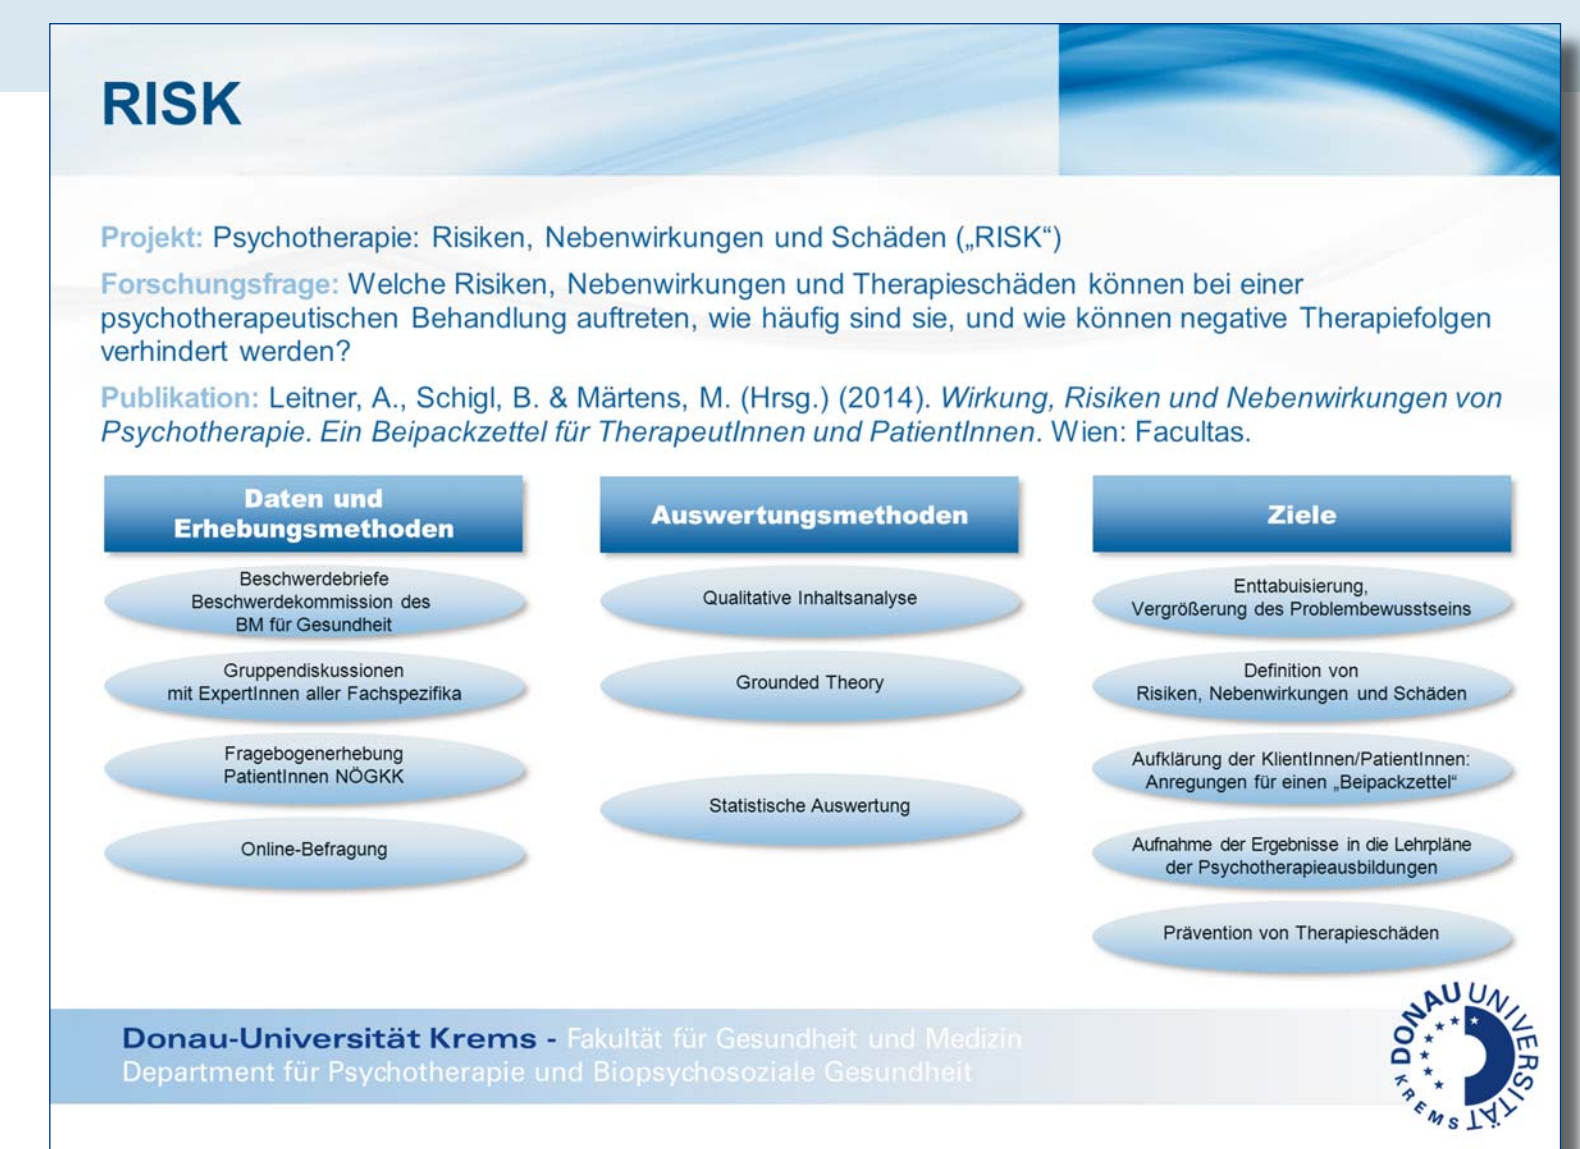 RISK
Projekt: Psychotherapie: Risiken, Nebenwirkungen und Schäden („RISK“)
Forschungsfrage: Welche Risiken, Nebenwirkungen und Therapieschäden können bei einer
psychotherapeutischen Behandlung auftreten, wie häufig sind sie, und wie können negative Therapiefolgen
verhindert werden?
Publikation: Leitner, A., Schigl, B. & Märtens, M. (Hrsg.) (2014). Wirkung, Risiken und Nebenwirkungen von
Psychotherapie. Ein Beipackzettel für TherapeutInnen und PatientInnen. Wien: Facultas.
Daten und
Erhebungsmethoden
Beschwerdebriefe
Beschwerdekommission des
BM für Gesundheit
Gruppendiskussionen
mit ExpertInnen aller Fachspezifika
Fragebogenerhebung
PatientInnen NÖGKK
Online-Befragung
Auswertungsmethoden
Qualitative Inhaltsanalyse
Grounded Theory
Statistische Auswertung
Ziele
Enttabuisierung,
Vergrößerung des Problembewusstseins
Definition von
Risiken, Nebenwirkungen und Schäden
Aufklärung der KlientInnen/PatientInnen:
Anregungen für einen „Beipackzettel“
Aufnahme der Ergebnisse in die Lehrpläne
der Psychotherapieausbildungen
Prävention von Therapieschäden
Donau-Universität Krems - Fakultät für Gesundheit und Medizin
Department für Psychotherapie und Biopsychosoziale Gesundheit
DONAU UNIVERSITÄT
KREMS